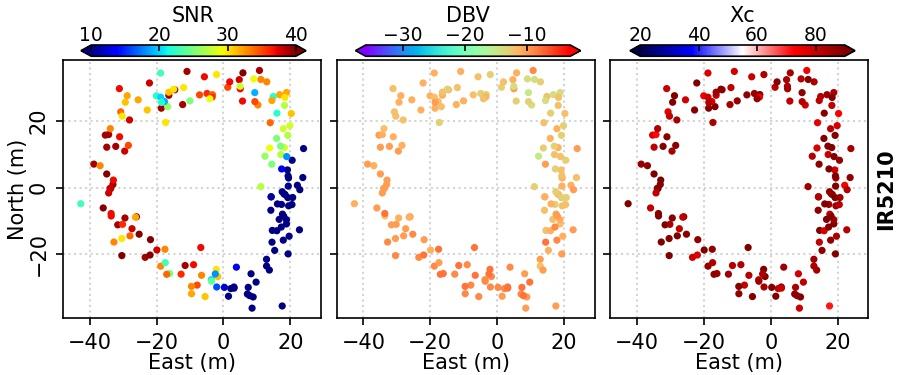 SNR DBV Xc
10 20 30 40 −30 −20 −10 20 40 60 80
20
0
−20
North (m)
IR5210
−40 −20 0 20 −40 −20 0 20 −40 −20 0 20
East (m) East (m) East (m)